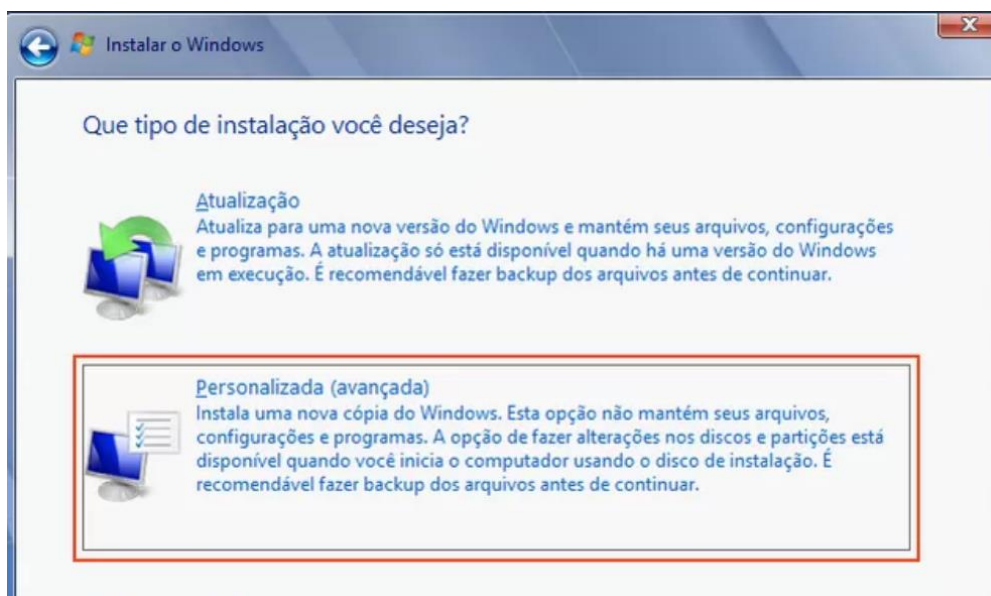 Instalar o Windows
Que tipo de instalação você deseja?
Atualização
Atualiza para uma nova versão do Windows e mantém seus arquivos, configurações
e programas. A atualização só está disponível quando há uma versão do Windows
em execução. É recomendável fazer backup dos arquivos antes de continuar.
Personalizada (avançada)
Instala uma nova cópia do Windows. Esta opção não mantém seus arquivos,
configurações e programas. A opção de fazer alterações nos discos e partições está
disponível quando você inicia o computador usando o disco de instalação. É
recomendável fazer backup dos arquivos antes de continuar.